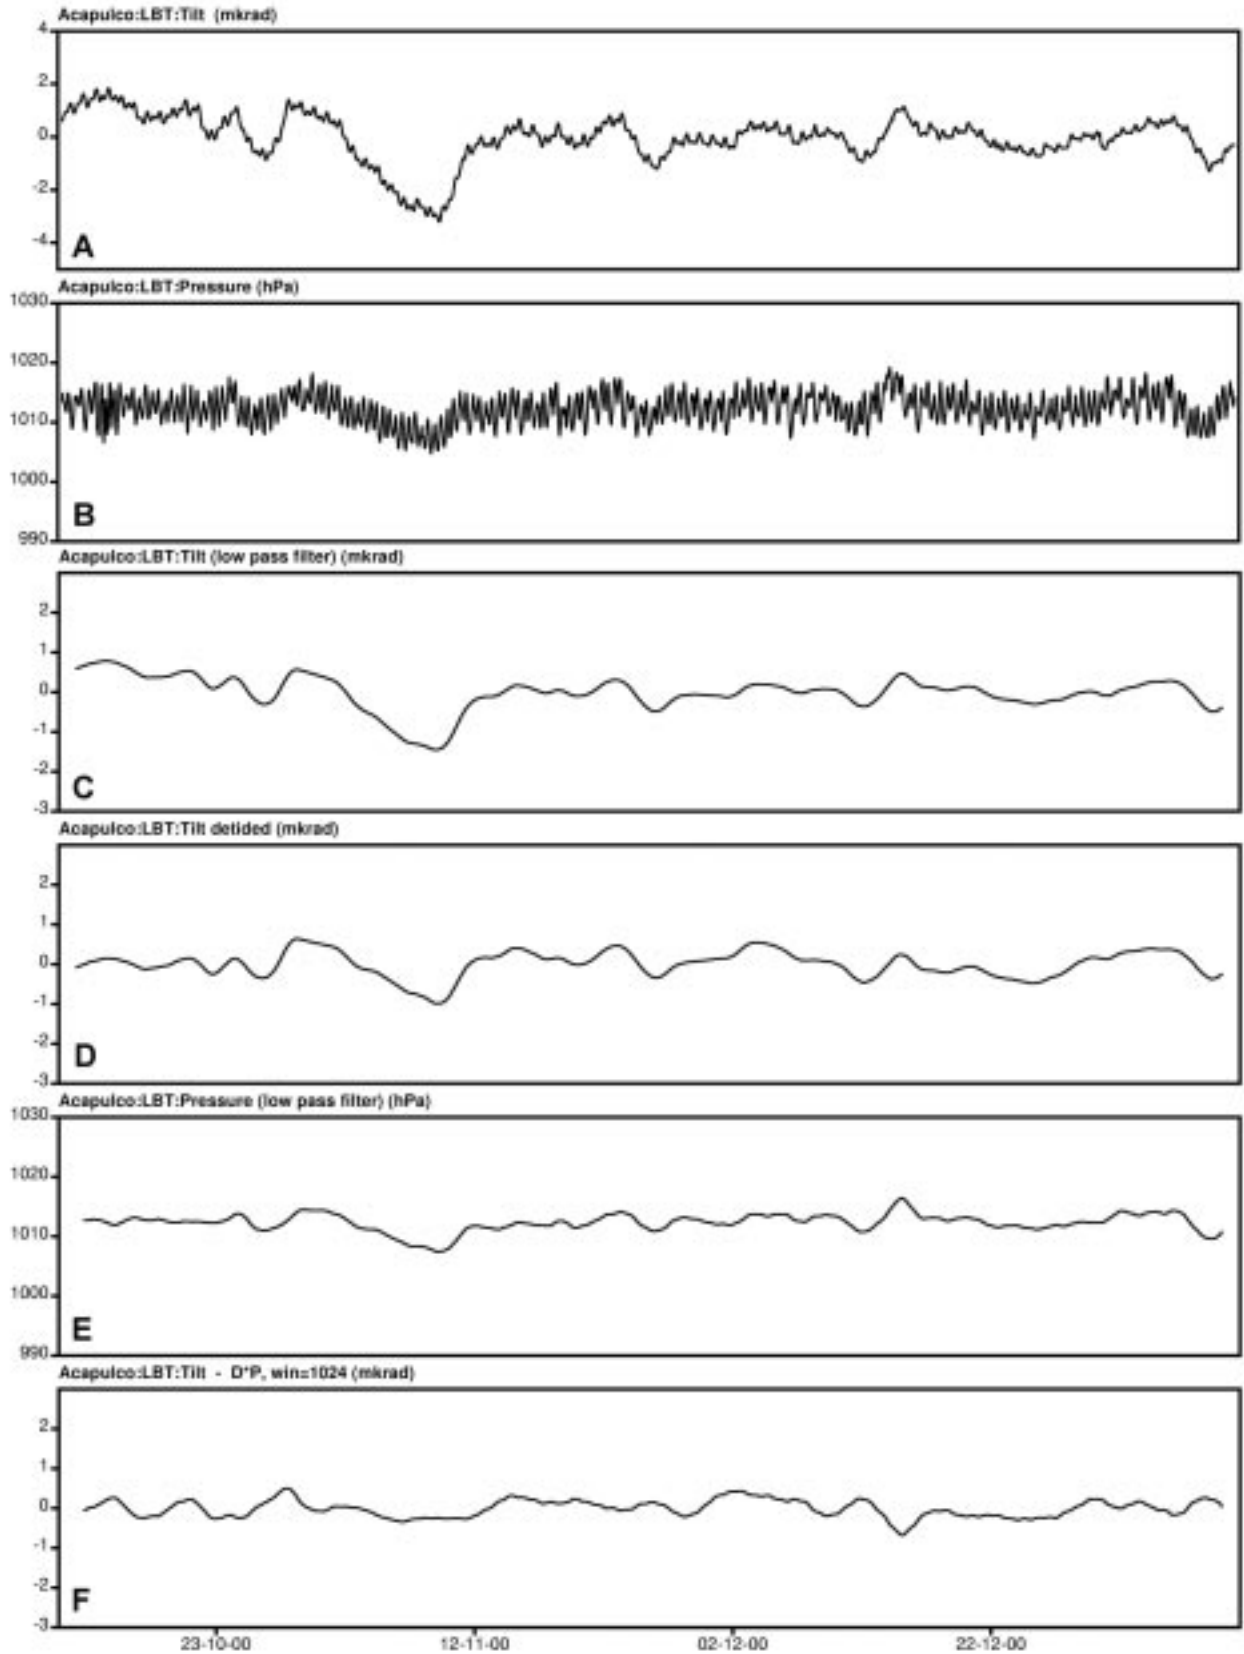 Acapulco:LBT:Tilt (mkrad)
4
2
0
-2
-4
A
Acapulco:LBT:Pressure (hPa)
1030
1020
1010
1000
990
B
Acapulco:LBT:Tilt (low pass filter) (mkrad)
2
1
0
-1
-2
-3
C
Acapulco:LBT:Tilt detided (mkrad)
2
1
0
-1
-2
-3
D
Acapulco:LBT:Pressure (low pass filter) (hPa)
1030
1020
1010
1000
990
E
Acapulco:LBT:Tilt - D*P, win=1024 (mkrad)
2
1
0
-1
-2
-3
F
23-10-00 12-11-00 02-12-00 22-12-00